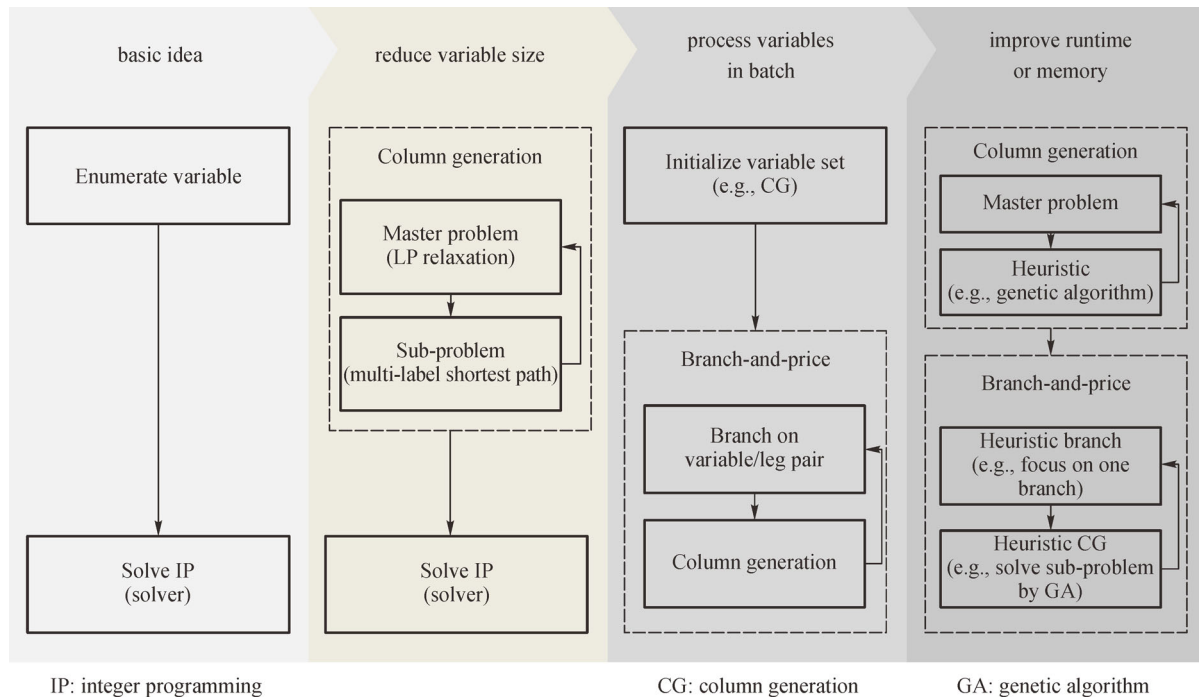 basic idea
Enumerate variable
Solve IP
(solver)
reduce variable size
Column generation
Master problem
(LP relaxation)
Sub-problem
(multi-label shortest path)
Solve IP
(solver)
process variables
in batch
Initialize variable set
(e.g., CG)
Branch-and-price
Branch on
variable/leg pair
Column generation
improve runtime
or memory
Column generation
Master problem
Heuristic
(e.g., genetic algorithm)
Branch-and-price
Heuristic branch
(e.g., focus on one
branch)
Heuristic CG
(e.g., solve sub-problem
by GA)
IP: integer programming
CG: column generation
GA: genetic algorithm